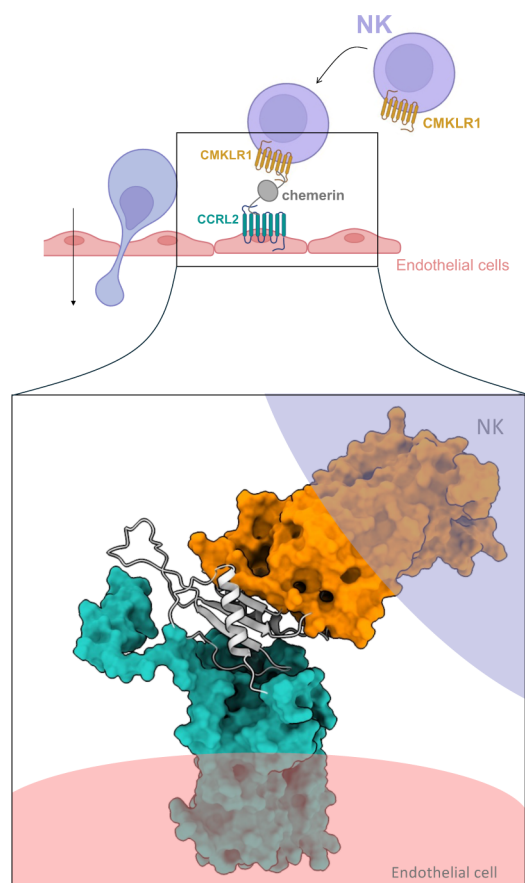 NK
CMKLR1
CMKLR1
chemerin
CCRL2
Endothelial cells
NK
Endothelial cell